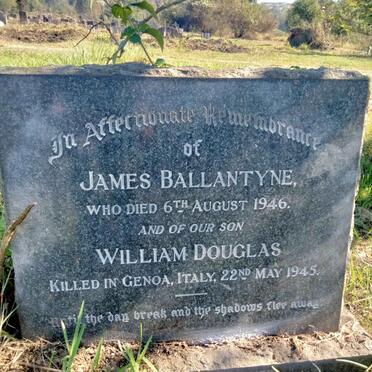 In Affectionate Remembrance
of
JAMES BALLANTYNE,
WHO DIED 6TH AUGUST 1946.
AND OF OUR SON
WILLIAM DOUGLAS
KILLED IN GENOA, ITALY, 22ND MAY 1945.
the day break and the shadows flee away